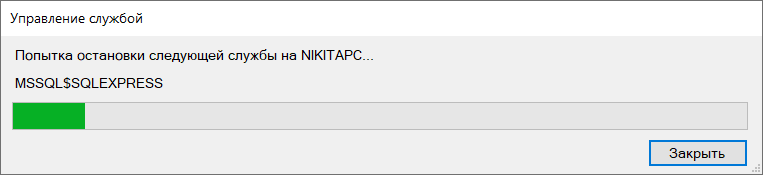 Управление службой
Попытка остановки следующей службы на NIKITAPC...
MSSQL$SQLEXPRESS
Закрыть